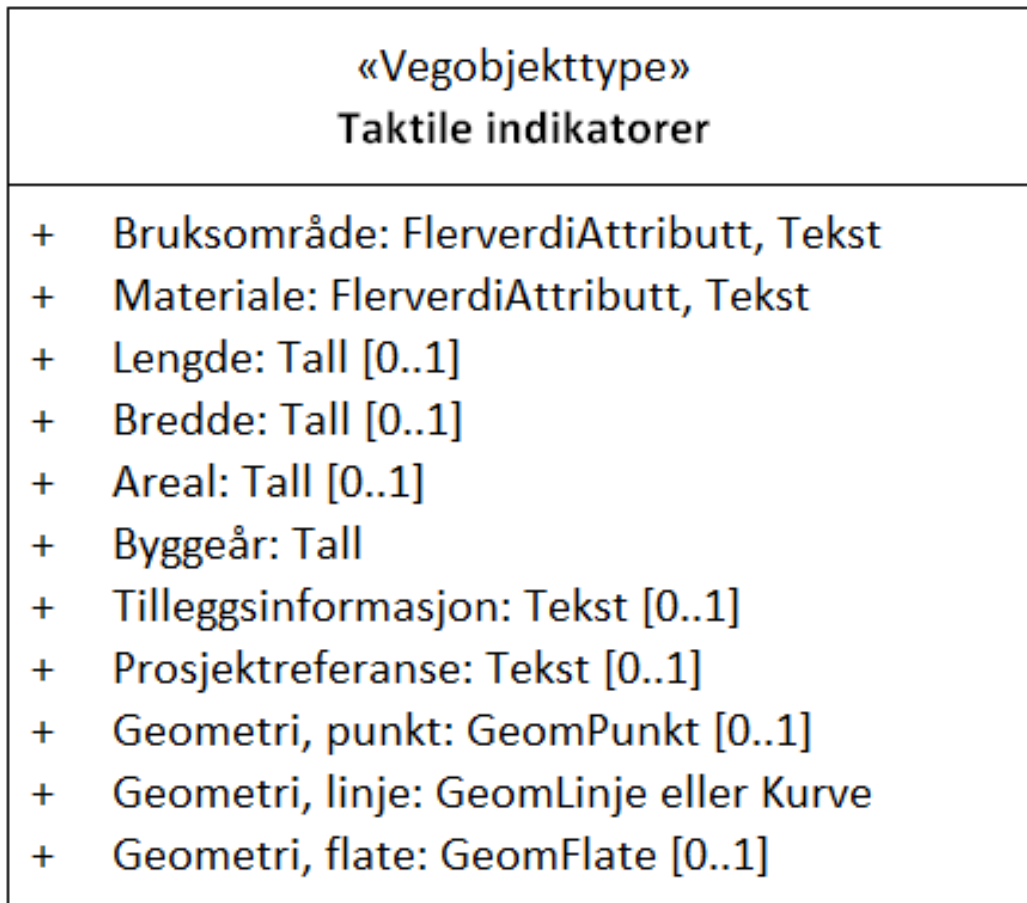 «Vegobjekttype»
Taktile indikatorer
+ Bruksområde: FlerverdiAttributt, Tekst
+ Materiale: FlerverdiAttributt, Tekst
+ Lengde: Tall [0..1]
+ Bredde: Tall [0..1]
+ Areal: Tall [0..1]
+ Byggeår: Tall
+ Tilleggsinformasjon: Tekst [0..1]
+ Prosjektreferanse: Tekst [0..1]
+ Geometri, punkt: GeomPunkt [0..1]
+ Geometri, linje: GeomLinje eller Kurve
+ Geometri, flate: GeomFlate [0..1]